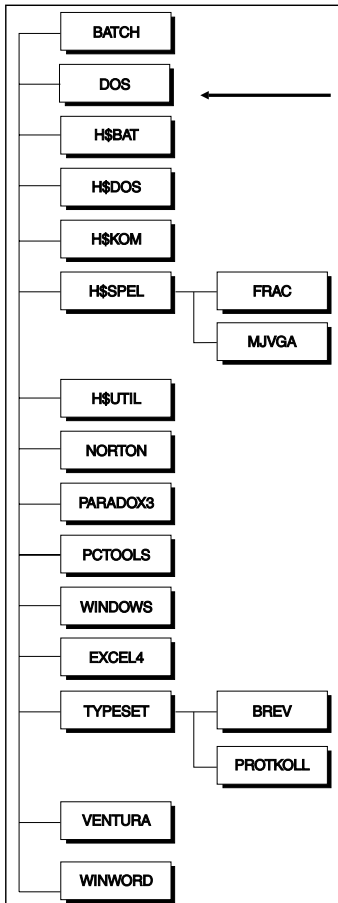 BATCH
DOS
H$BAT
H$DOS
H$KOM
H$SPEL
FRAC
MJVGA
H$UTIL
NORTON
PARADOX3
PCTOOLS
WINDOWS
EXCEL4
TYPESET
BREV
PROTKOLL
VENTURA
WINWORD